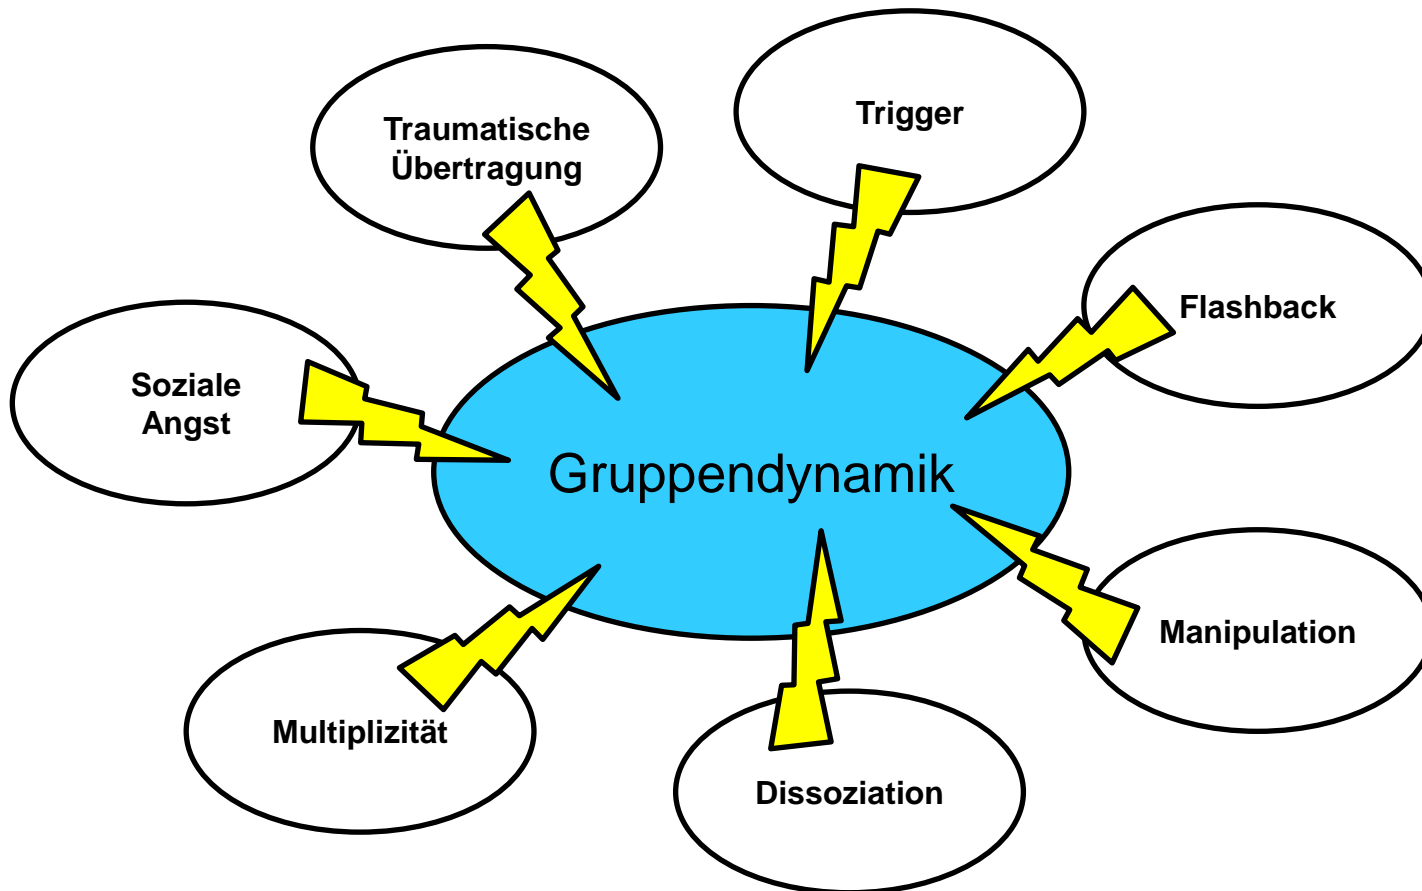 Trigger
Traumatische
Übertragung
Flashback
Soziale
Angst
Gruppendynamik
Manipulation
Multiplizität
Dissoziation